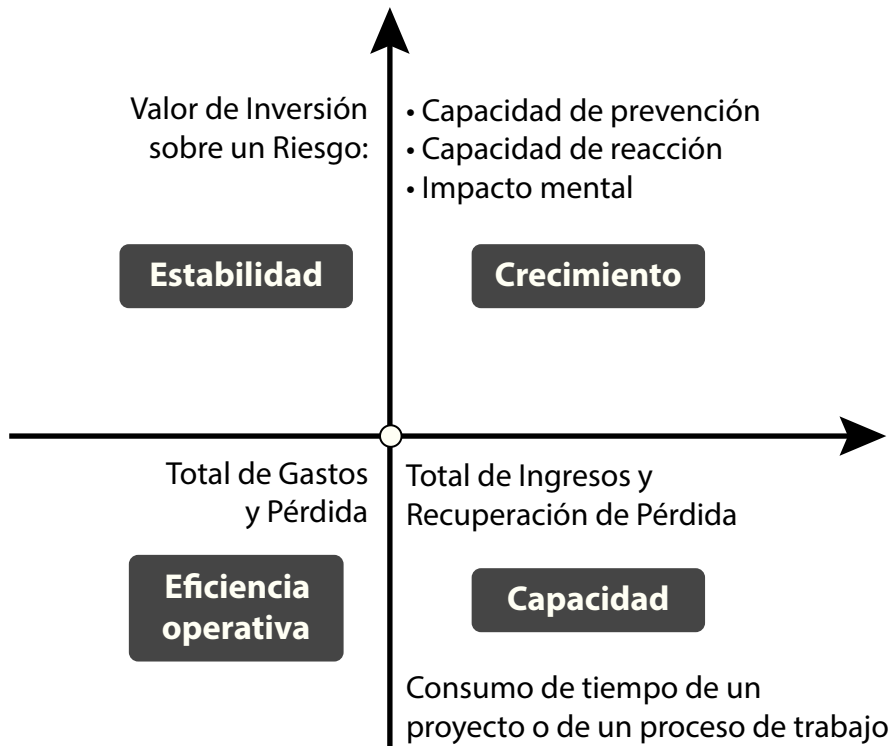 Valor de Inversión
sobre un Riesgo:
• Capacidad de prevención
• Capacidad de reacción
• Impacto mental
Estabilidad
Crecimiento
Total de Gastos
y Pérdida
Total de Ingresos y
Recuperación de Pérdida
Eficiencia
operativa
Capacidad
Consumo de tiempo de un
proyecto o de un proceso de trabajo